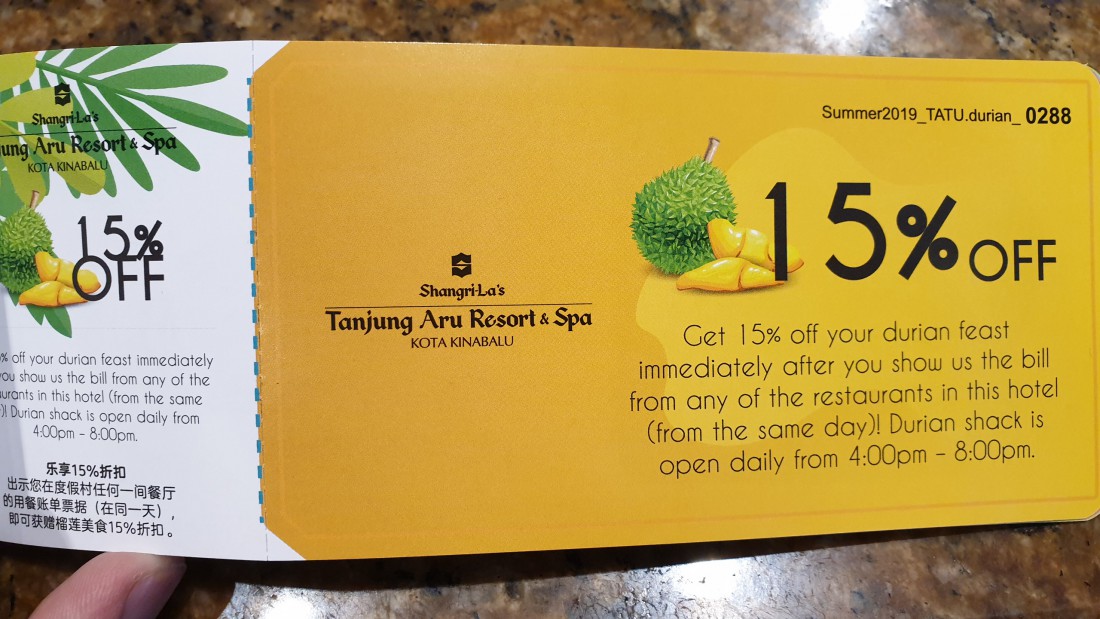 Shangri-La's
Aru Resort & Spa
KOTA KINABALU
15%
OFF
off your durian feast immediately
you show us the bill from any of the
in this hotel (from the same
Durian shack is open daily from
4:00pm - 8:00pm.
乐享15%折扣
出示您在度假村任何一间餐厅
的用餐账单票据（在同一天），
即可获赠榴莲美食15%折扣。
Summer2019_TATU.durian_ 0288
15% OFF
Shangri-La's
Tanjung Aru Resort & Spa
KOTA KINABALU
Get 15% off your durian feast
immediately after you show us the bill
from any of the restaurants in this hotel
(from the same day)! Durian shack is
open daily from 4:00pm - 8:00pm.